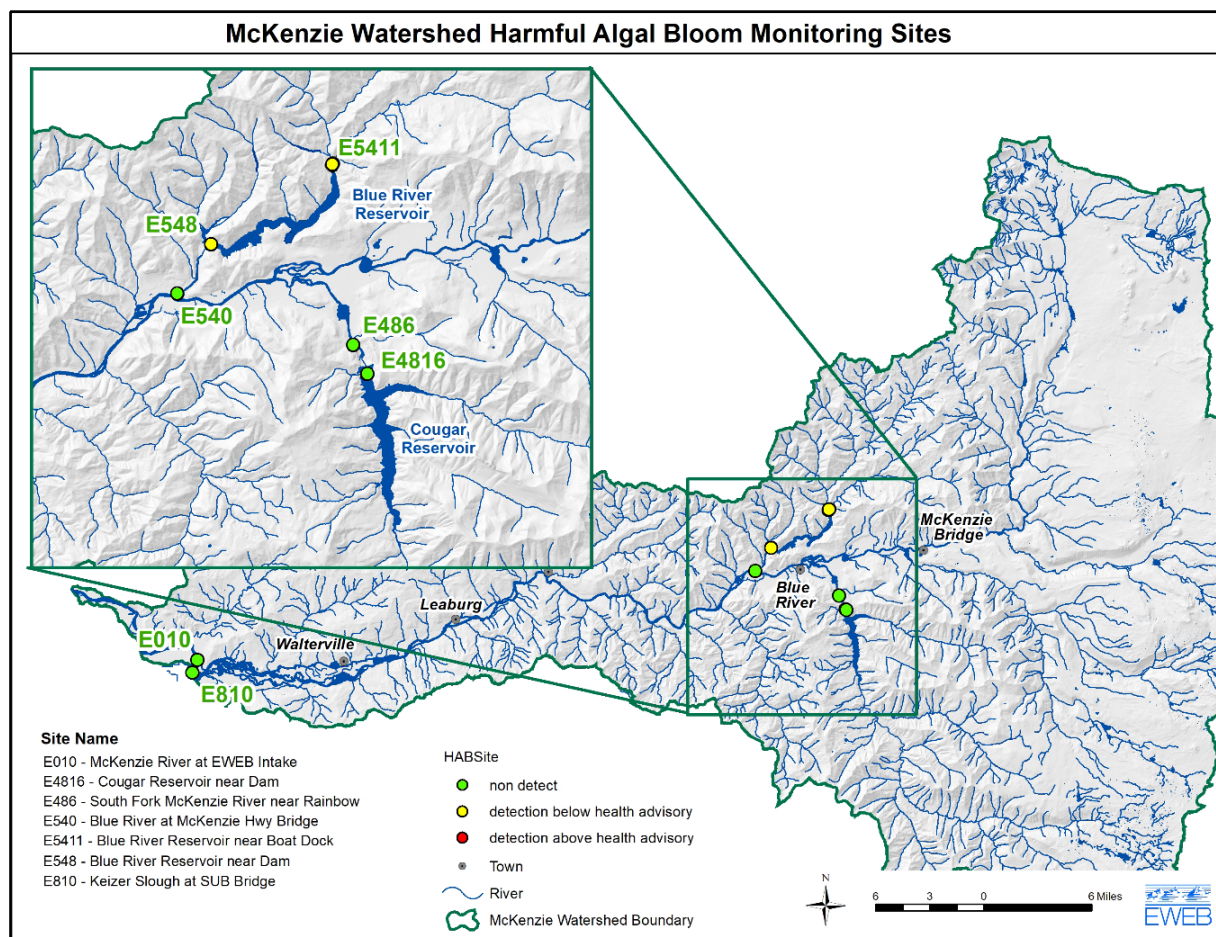 McKenzie Watershed Harmful Algal Bloom Monitoring Sites
E5411
Blue River
Reservoir
E548
E540
E486
E4816
Cougar
Reservoir
McKenzie
Bridge
Blue
River
Leaburg
Walterville
E010
E810
Site Name
E010 - McKenzie River at EWEB Intake
E4816 - Cougar Reservoir near Dam
E486 - South Fork McKenzie River near Rainbow
E540 - Blue River at McKenzie Hwy Bridge
E5411 - Blue River Reservoir near Boat Dock
E548 - Blue River Reservoir near Dam
E810 - Keizer Slough at SUB Bridge
HABSite
non detect
detection below health advisory
detection above health advisory
Town
River
McKenzie Watershed Boundary
N
6 3 0 6 Miles
EWEB